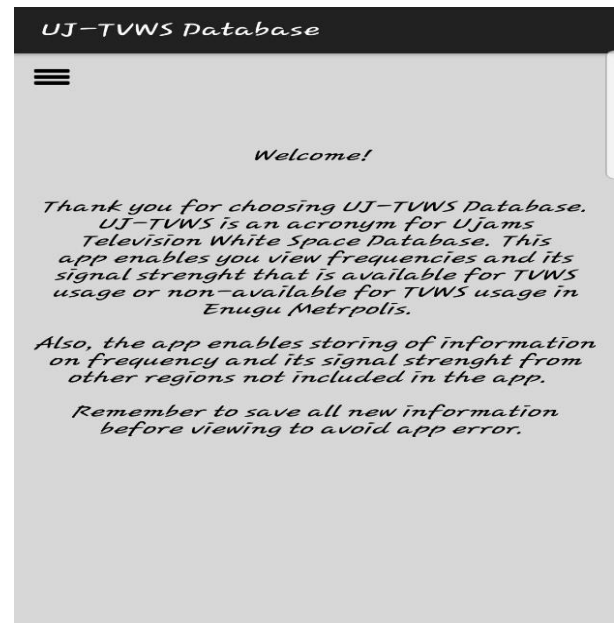 UJ-TVWS Database
Welcome!
Thank you for choosing UJ-TVWS Database.
UJ-TVWS is an acronym for Ujams
Television White Space Database. This
app enables you view frequencies and its
signal strenght that is available for TVWS
usage or non-available for TVWS usage in
Enugu Metrpolis.
Also, the app enables storing of information
on frequency and its signal strenght from
other regions not included in the app.
Remember to save all new information
before viewing to avoid app error.